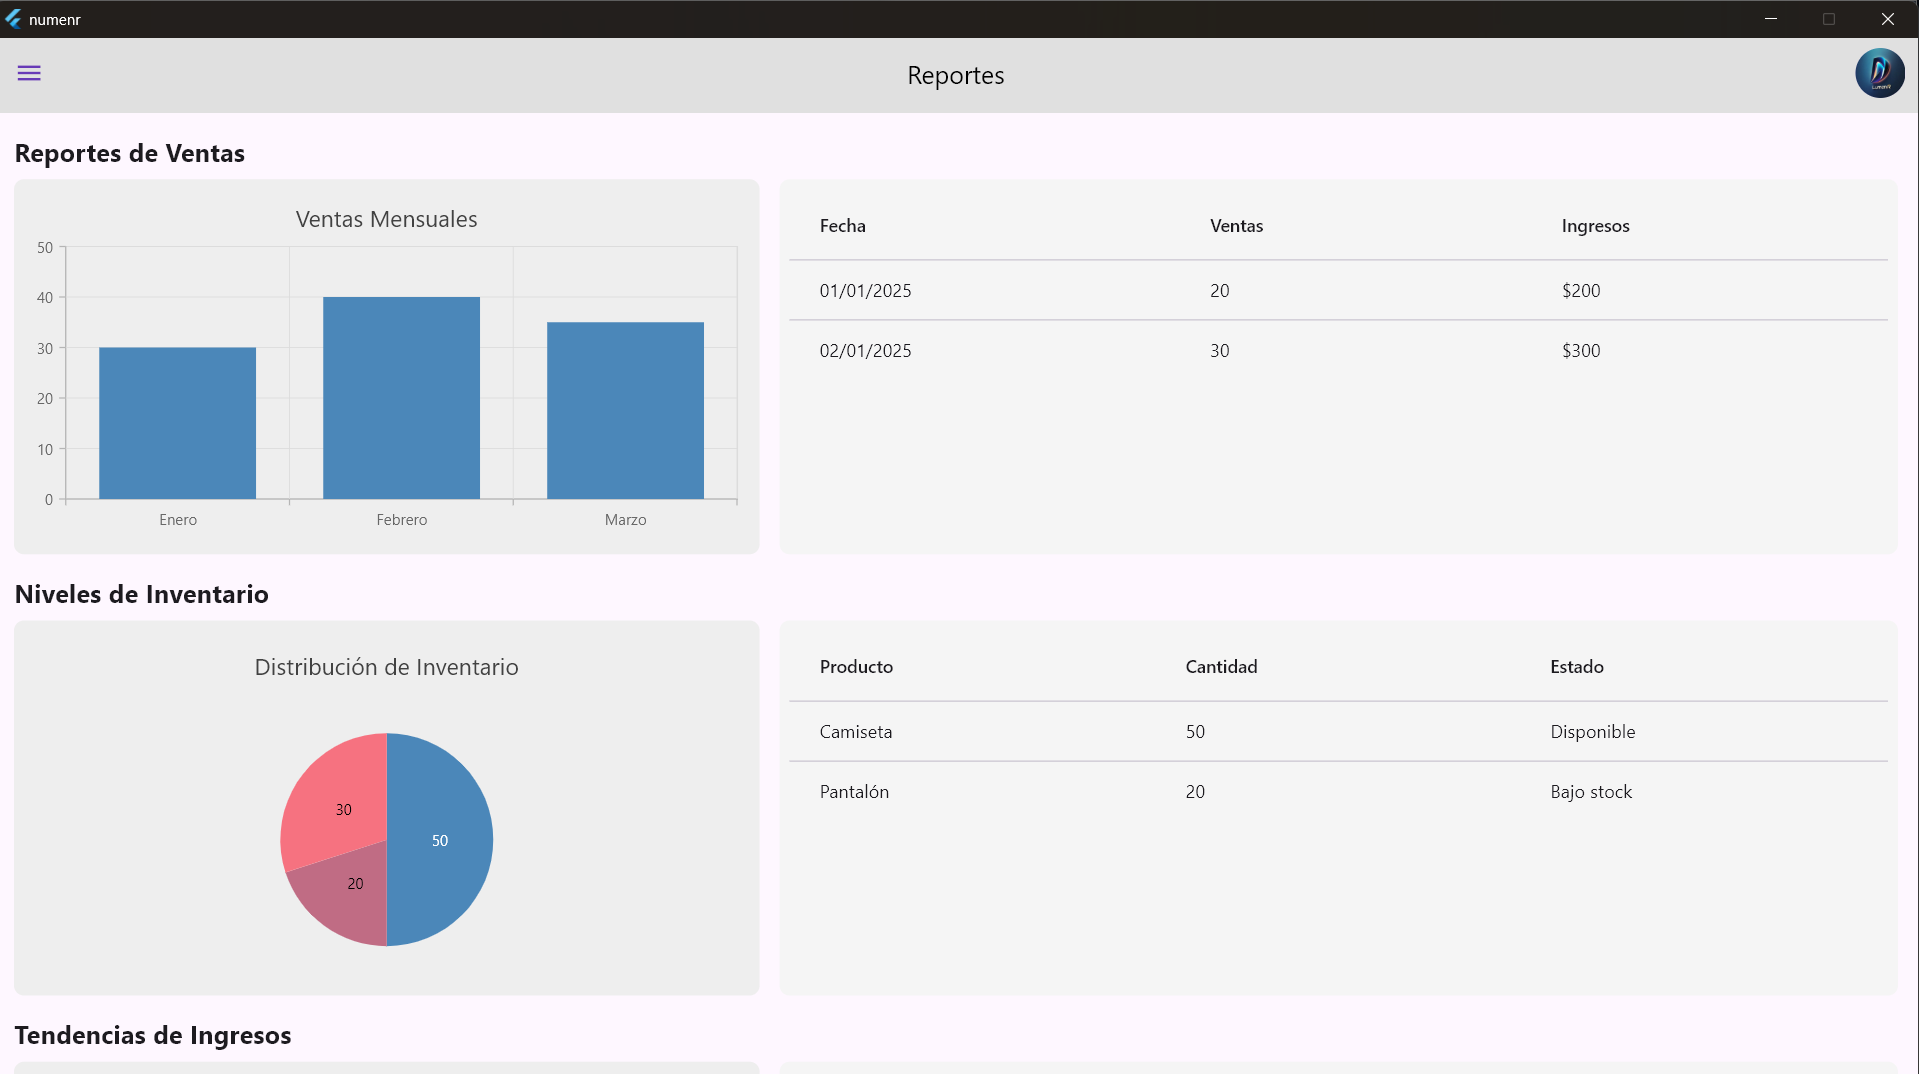 numenr
Reportes
Reportes de Ventas
Ventas Mensuales
50
40
30
20
10
0
Enero Febrero Marzo
Fecha Ventas Ingresos
01/01/2025 20 $200
02/01/2025 30 $300
Niveles de Inventario
Distribución de Inventario
30
50
20
Producto Cantidad Estado
Camiseta 50 Disponible
Pantalón 20 Bajo stock
Tendencias de Ingresos